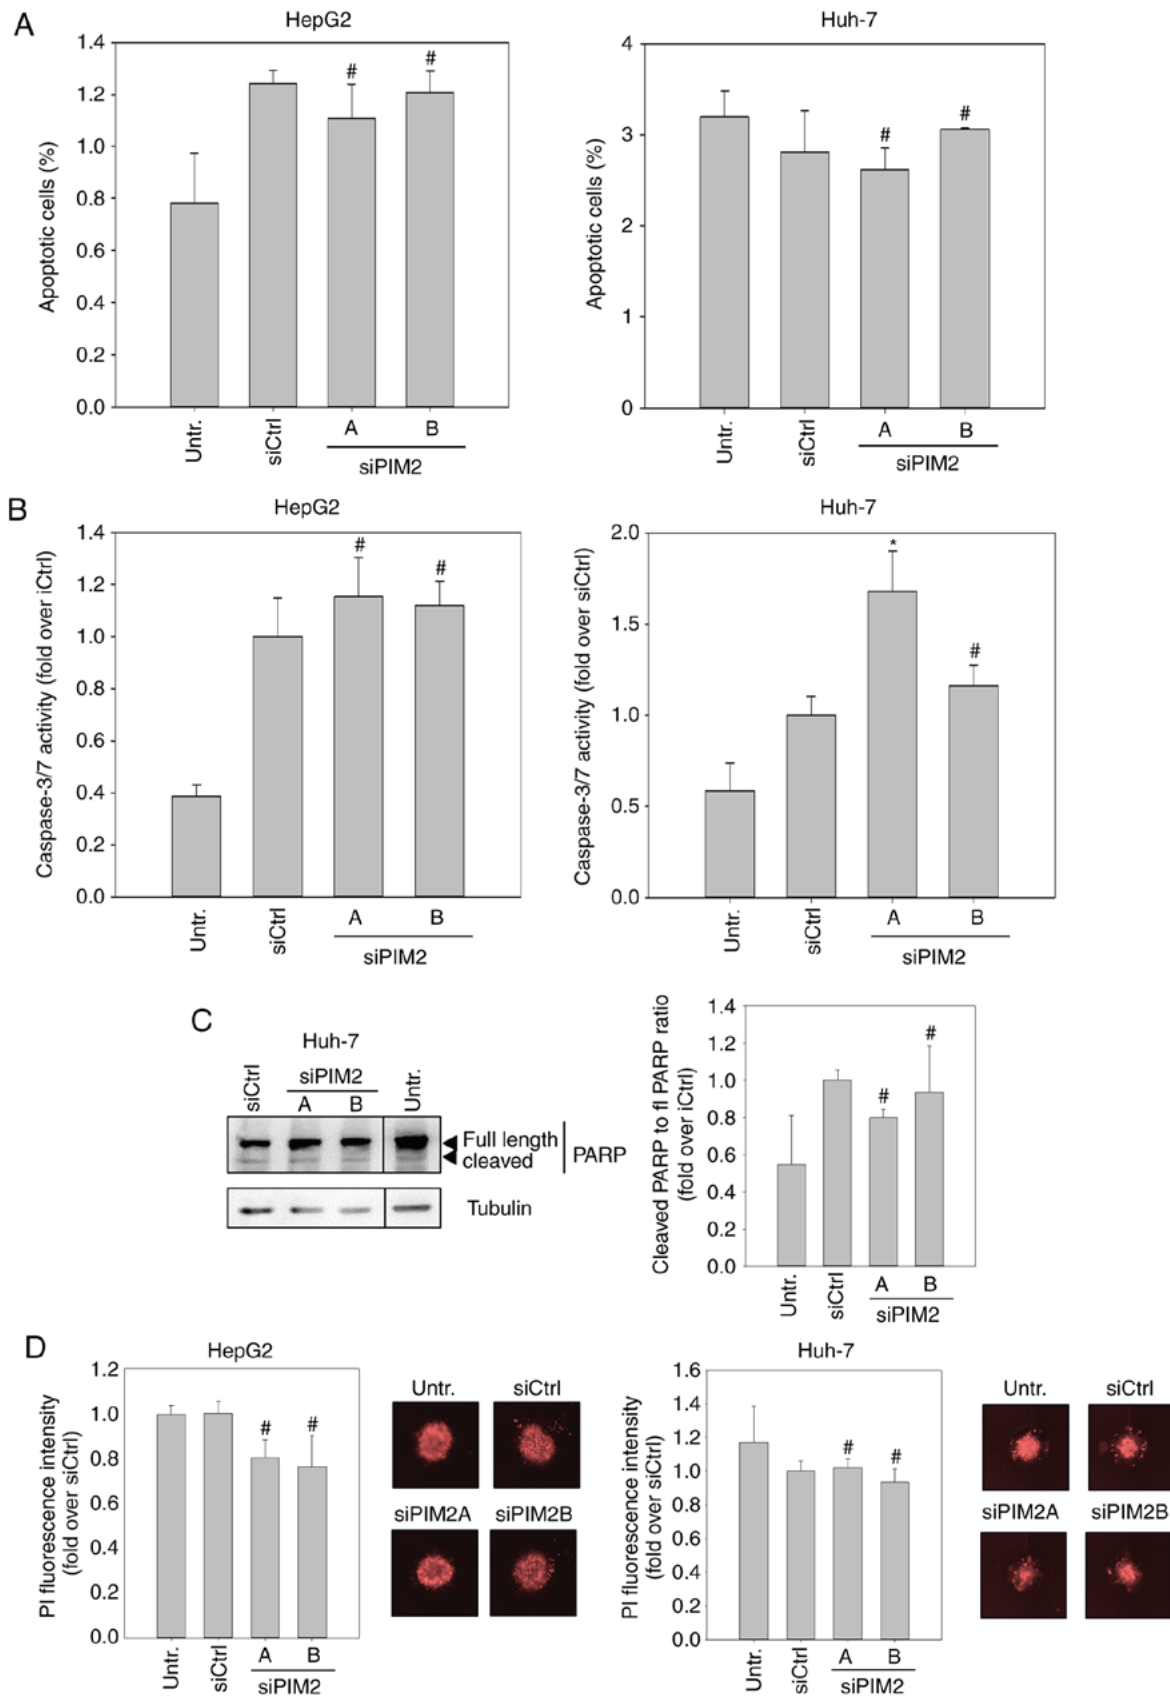 A
HepG2
Huh-7
Apoptotic cells (%)
1.4
1.2
1.0
0.8
0.6
0.4
0.2
0.0
# #
Untr. siCtrl A B
siPIM2
Apoptotic cells (%)
4
3
2
1
0
# #
Untr. siCtrl A B
siPIM2
B
HepG2
Huh-7
Caspase-3/7 activity (fold over iCtrl)
1.4
1.2
1.0
0.8
0.6
0.4
0.2
0.0
# #
Untr. siCtrl A B
siPIM2
Caspase-3/7 activity (fold over siCtrl)
2.0
1.5
1.0
0.5
0.0
* #
Untr. siCtrl A B
siPIM2
C
Huh-7
siCtrl siPIM2 Untr.
A B
Full length
cleaved
PARP
Tubulin
Cleaved PARP to fl PARP ratio
(fold over iCtrl)
1.4
1.2
1.0
0.8
0.6
0.4
0.2
0.0
# #
Untr. siCtrl A B
siPIM2
D
HepG2
PI fluorescence intensity
(fold over siCtrl)
1.2
1.0
0.8
0.6
0.4
0.2
0.0
# #
Untr. siCtrl A B
siPIM2
Untr. siCtrl
siPIM2A siPIM2B
Huh-7
PI fluorescence intensity
(fold over siCtrl)
1.6
1.4
1.2
1.0
0.8
0.6
0.4
0.2
0.0
# #
Untr. siCtrl A B
siPIM2
Untr. siCtrl
siPIM2A siPIM2B